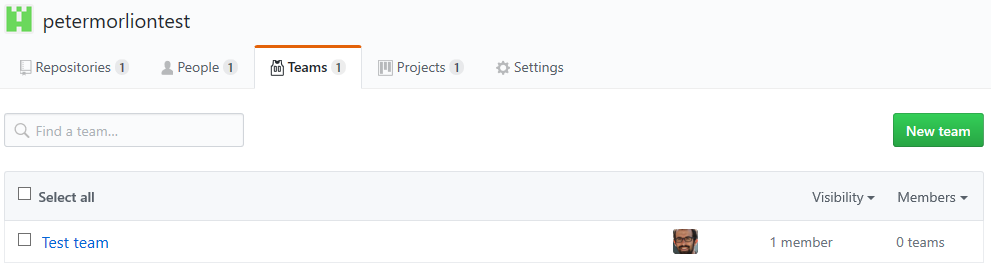 petermorliontest
Repositories 1 People 1 Teams 1 Projects 1 Settings
Find a team... New team
Select all Visibility Members
Test team 1 member 0 teams